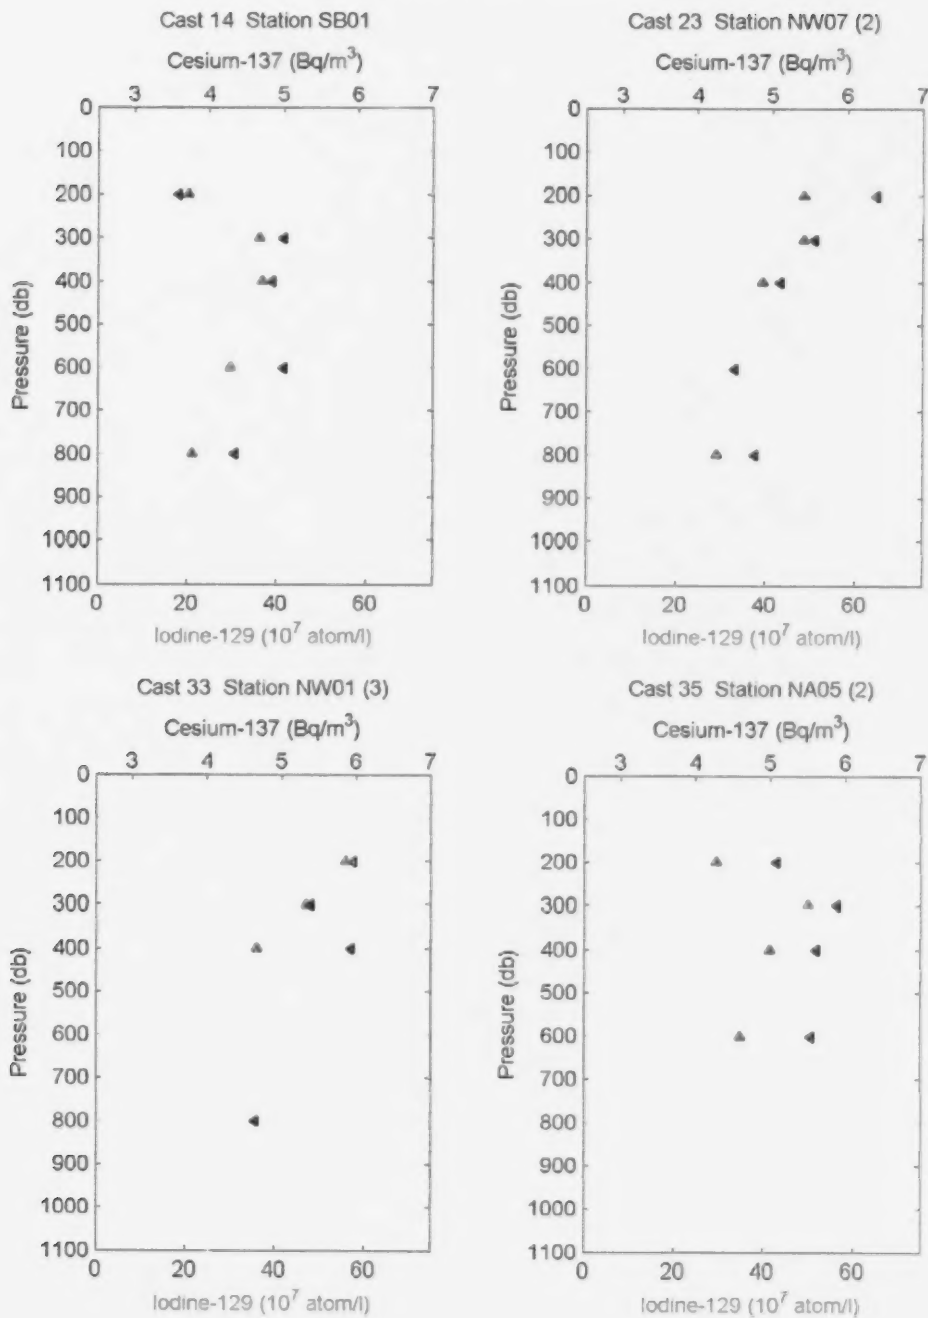 Cast 14 Station SB01
Cesium-137 (Bq/m³)
3 4 5 6 7
0
100
200
300
400
500
600
700
800
900
1000
1100
Pressure (db)
0 20 40 60
Iodine-129 (10⁷ atom/l)
Cast 23 Station NW07 (2)
Cesium-137 (Bq/m³)
3 4 5 6 7
0
100
200
300
400
500
600
700
800
900
1000
1100
Pressure (db)
0 20 40 60
Iodine-129 (10⁷ atom/l)
Cast 33 Station NW01 (3)
Cesium-137 (Bq/m³)
3 4 5 6 7
0
100
200
300
400
500
600
700
800
900
1000
1100
Pressure (db)
0 20 40 60
Iodine-129 (10⁷ atom/l)
Cast 35 Station NA05 (2)
Cesium-137 (Bq/m³)
3 4 5 6 7
0
100
200
300
400
500
600
700
800
900
1000
1100
Pressure (db)
0 20 40 60
Iodine-129 (10⁷ atom/l)